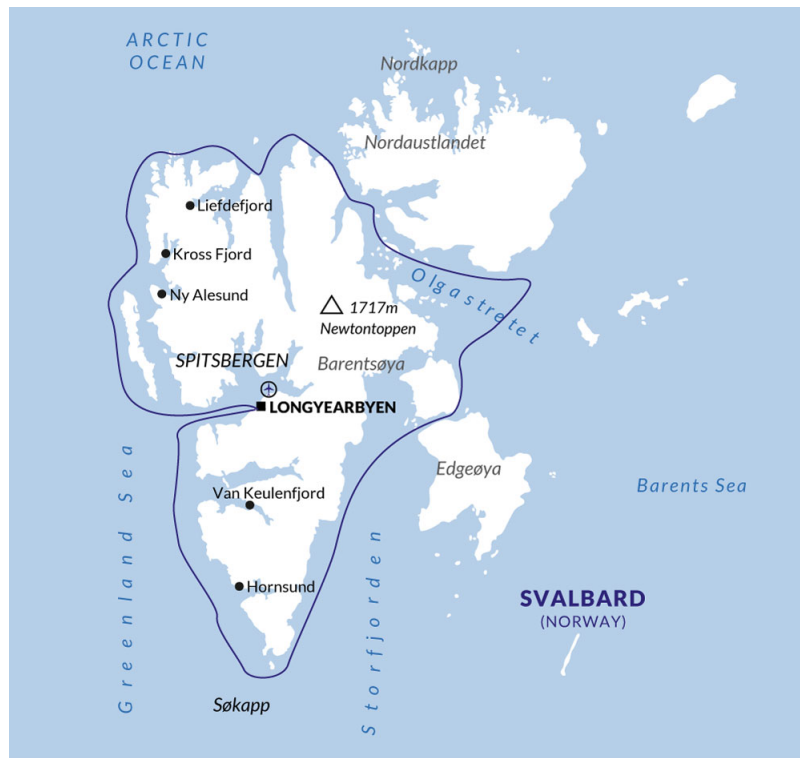 ARCTIC
OCEAN
Nordkapp
Nordaustlandet
Liefdefjord
Kross Fjord
Ny Alesund
Olgastretet
1717m
Newtontoppen
SPITSBERGEN
Barentsøya
LONGYEARBYEN
Edgeøya
Barents Sea
Van Keulenfjord
Greenland Sea
Storfjorden
Hornsund
SVALBARD
(NORWAY)
Søkapp